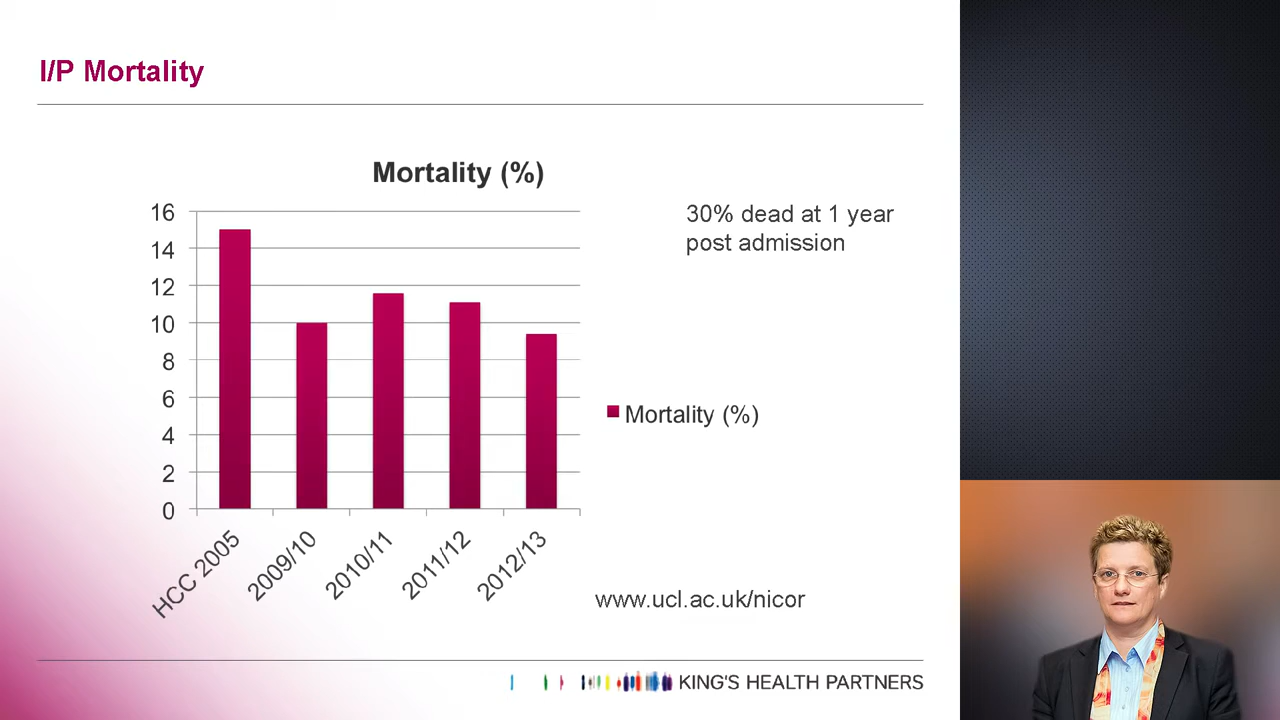 I/P Mortality
Mortality (%)
16
14
12
10
8
6
4
2
0
HCC 2005
2009/10
2010/11
2011/12
2012/13
Mortality (%)
30% dead at 1 year
post admission
www.ucl.ac.uk/nicor
KING'S HEALTH PARTNERS